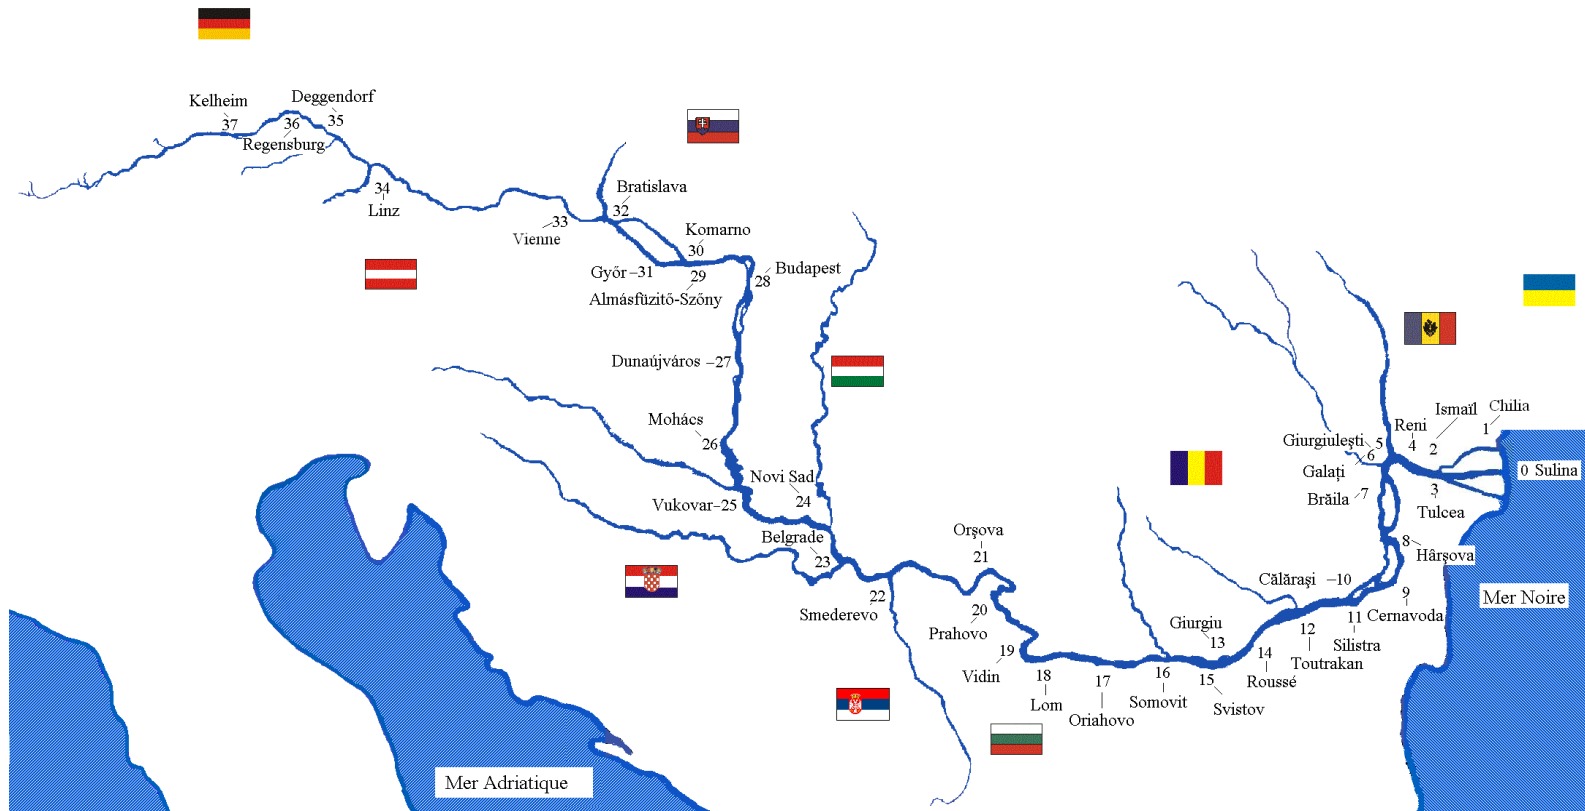 Kelheim
37
Deggendorf
35
36
Regensburg
34
Linz
Bratislava
32
33
Vienne
Komarno
30
Győr –31
29
Almásfüzitő-Szőny
Budapest
28
Dunaújváros –27
Mohács
26
Novi Sad
24
Vukovar–25
Belgrade
23
22
Smederevo
Orşova
21
20
Prahovo
19
Vidin
18
Lom
17
Oriahovo
16
Somovit
15
Svistov
Giurgiu
13
14
Roussé
12
Toutrakan
11
Silistra
Călăraşi –10
9
Cernavoda
8
Hârşova
Brăila 7
Galaţi 6
Giurgiuleşti 5
Reni
4
Ismaïl
2
Chilia
1
0 Sulina
3
Tulcea
Mer Noire
Mer Adriatique